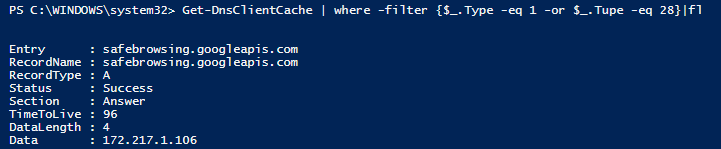 PS C:\WINDOWS\system32> Get-DnsClientCache | where -filter {$_.Type -eq 1 -or $_.Tupe -eq 28}|fl
Entry : safebrowsing.googleapis.com
RecordName : safebrowsing.googleapis.com
RecordType : A
Status : Success
Section : Answer
TimeToLive : 96
DataLength : 4
Data : 172.217.1.106